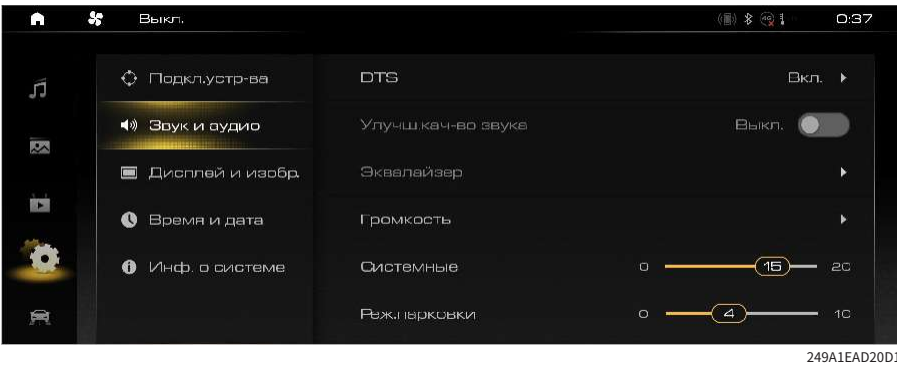 Выкл. 4G 0:37
Подкл.устр-ва DTS Вкл.
Звук и аудио Улучш.кач-во звука Выкл.
Дисплей и изобр. Эквалайзер
Время и дата Громкость
Инф. о системе Системные 0 15 20
Реж.парковки 0 4 10
249A1EAD20D1